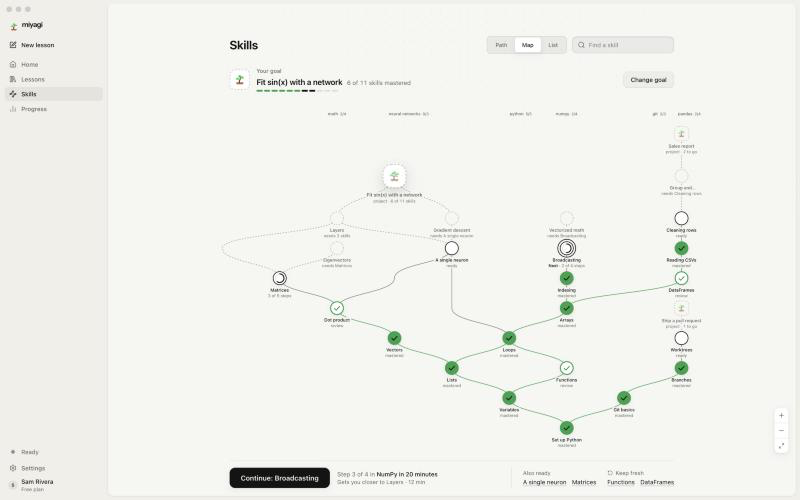 miyagi
New lesson
Home
Lessons
Skills
Progress
Ready
Settings
S
Sam Rivera
Free plan
Skills
Path
Map
List
Find a skill
Your goal
Fit sin(x) with a network
6 of 11 skills mastered
Change goal
math 2/4
neural networks 0/3
python 5/5
numpy 2/4
git 2/3
pandas 2/4
Sales report
project · 2 to go
Group and…
needs Cleaning rows
Fit sin(x) with a network
project · 6 of 11 skills
Layers
needs 3 skills
Gradient descent
needs A single neuron
Vectorized math
needs Broadcasting
Cleaning rows
ready
Eigenvectors
needs Matrices
A single neuron
ready
Broadcasting
Next · 2 of 4 steps
Reading CSVs
mastered
Matrices
3 of 5 steps
Indexing
mastered
DataFrames
review
Dot product
review
Arrays
mastered
Ship a pull request
project · 1 to go
Vectors
mastered
Loops
mastered
Worktrees
ready
Lists
mastered
Functions
review
Branches
mastered
Variables
mastered
Git basics
mastered
Set up Python
mastered
Continue: Broadcasting
Step 3 of 4 in NumPy in 20 minutes
Gets you closer to Layers · 12 min
Also ready
A single neuron Matrices
Keep fresh
Functions DataFrames